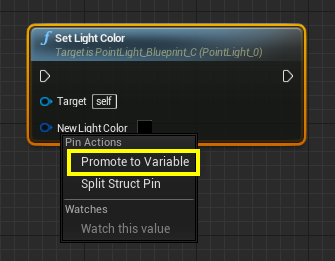 f Set Light Color
Target is PointLight_Blueprint_C (PointLight_0)
Target self
New Light Color
Pin Actions
Promote to Variable
Split Struct Pin
Watches
Watch this value